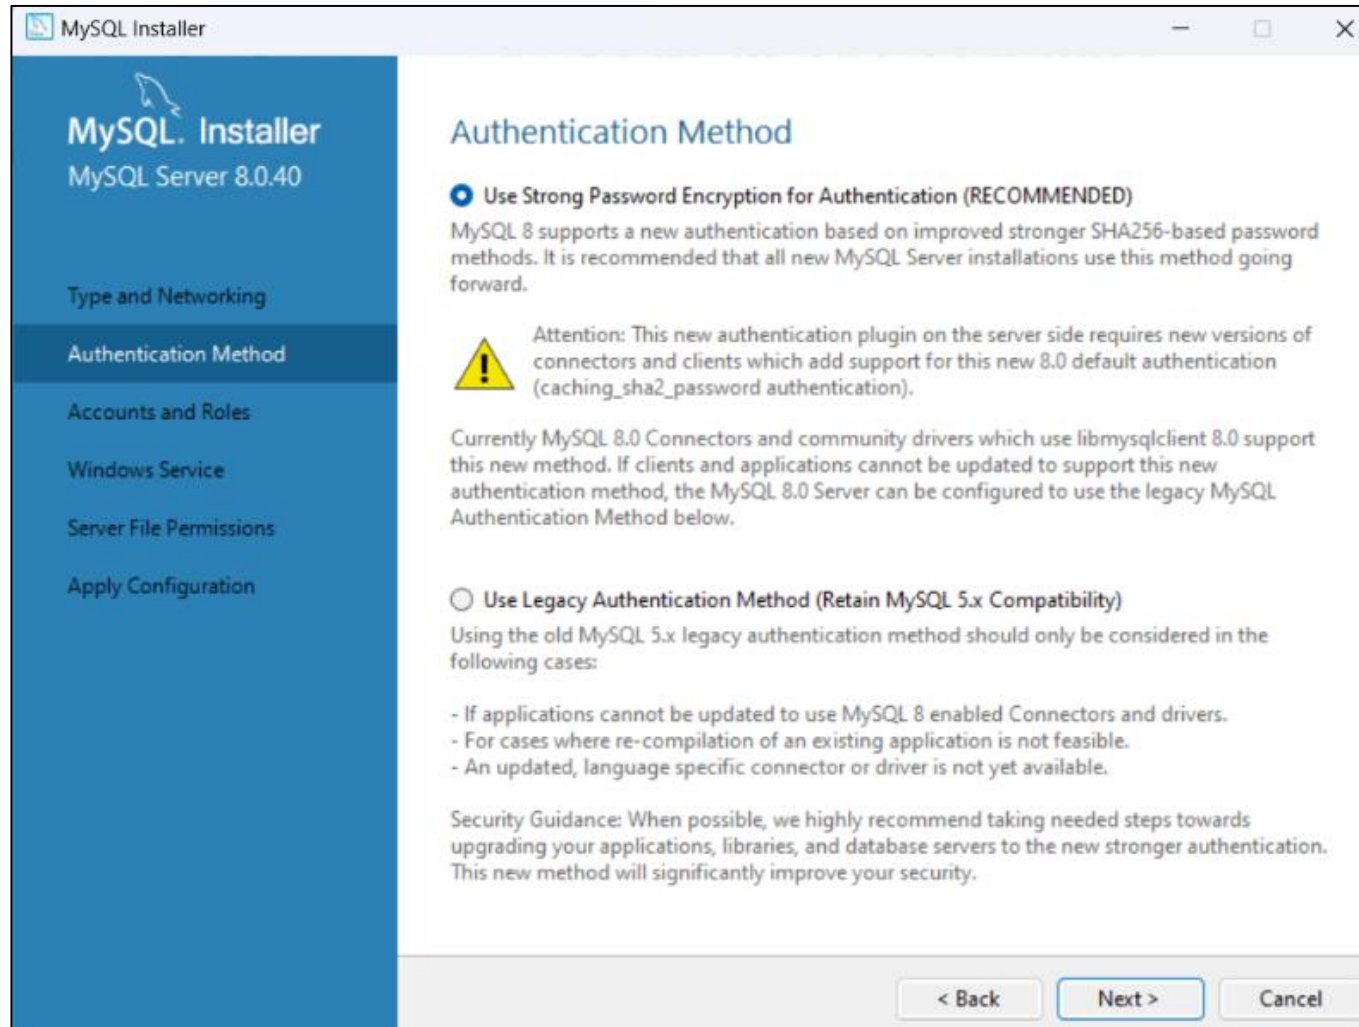 MySQL Installer
MySQL. Installer
MySQL Server 8.0.40
Type and Networking
Authentication Method
Accounts and Roles
Windows Service
Server File Permissions
Apply Configuration
Authentication Method
Use Strong Password Encryption for Authentication (RECOMMENDED)
MySQL 8 supports a new authentication based on improved stronger SHA256-based password
methods. It is recommended that all new MySQL Server installations use this method going
forward.
Attention: This new authentication plugin on the server side requires new versions of
connectors and clients which add support for this new 8.0 default authentication
(caching_sha2_password authentication).
Currently MySQL 8.0 Connectors and community drivers which use libmysqlclient 8.0 support
this new method. If clients and applications cannot be updated to support this new
authentication method, the MySQL 8.0 Server can be configured to use the legacy MySQL
Authentication Method below.
Use Legacy Authentication Method (Retain MySQL 5.x Compatibility)
Using the old MySQL 5.x legacy authentication method should only be considered in the
following cases:
- If applications cannot be updated to use MySQL 8 enabled Connectors and drivers.
- For cases where re-compilation of an existing application is not feasible.
- An updated, language specific connector or driver is not yet available.
Security Guidance: When possible, we highly recommend taking needed steps towards
upgrading your applications, libraries, and database servers to the new stronger authentication.
This new method will significantly improve your security.
< Back
Next >
Cancel